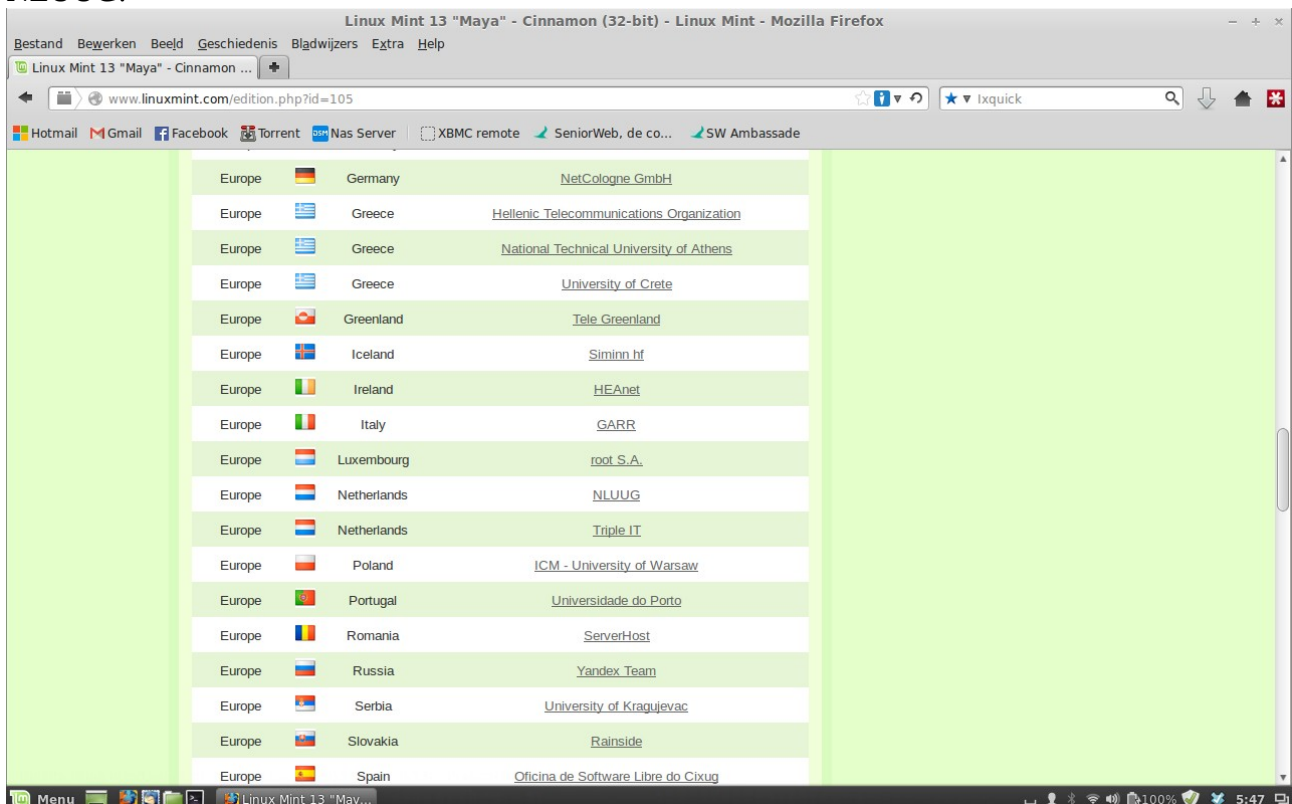 Linux Mint 13 "Maya" - Cinnamon (32-bit) - Linux Mint - Mozilla Firefox
Bestand Bewerken Beeld Geschiedenis Bladwijzers Extra Help
Linux Mint 13 "Maya" - Cinnamon ...
www.linuxmint.com/edition.php?id=105 Ixquick
Hotmail Gmail Facebook Torrent Nas Server XBMC remote SeniorWeb, de co... SW Ambassade
Europe Germany NetCologne GmbH
Europe Greece Hellenic Telecommunications Organization
Europe Greece National Technical University of Athens
Europe Greece University of Crete
Europe Greenland Tele Greenland
Europe Iceland Siminn hf
Europe Ireland HEAnet
Europe Italy GARR
Europe Luxembourg root S.A.
Europe Netherlands NLUUG
Europe Netherlands Triple IT
Europe Poland ICM - University of Warsaw
Europe Portugal Universidade do Porto
Europe Romania ServerHost
Europe Russia Yandex Team
Europe Serbia University of Kragujevac
Europe Slovakia Rainside
Europe Spain Oficina de Software Libre do Cixug
Menu Linux Mint 13 "May... 100% 5:47